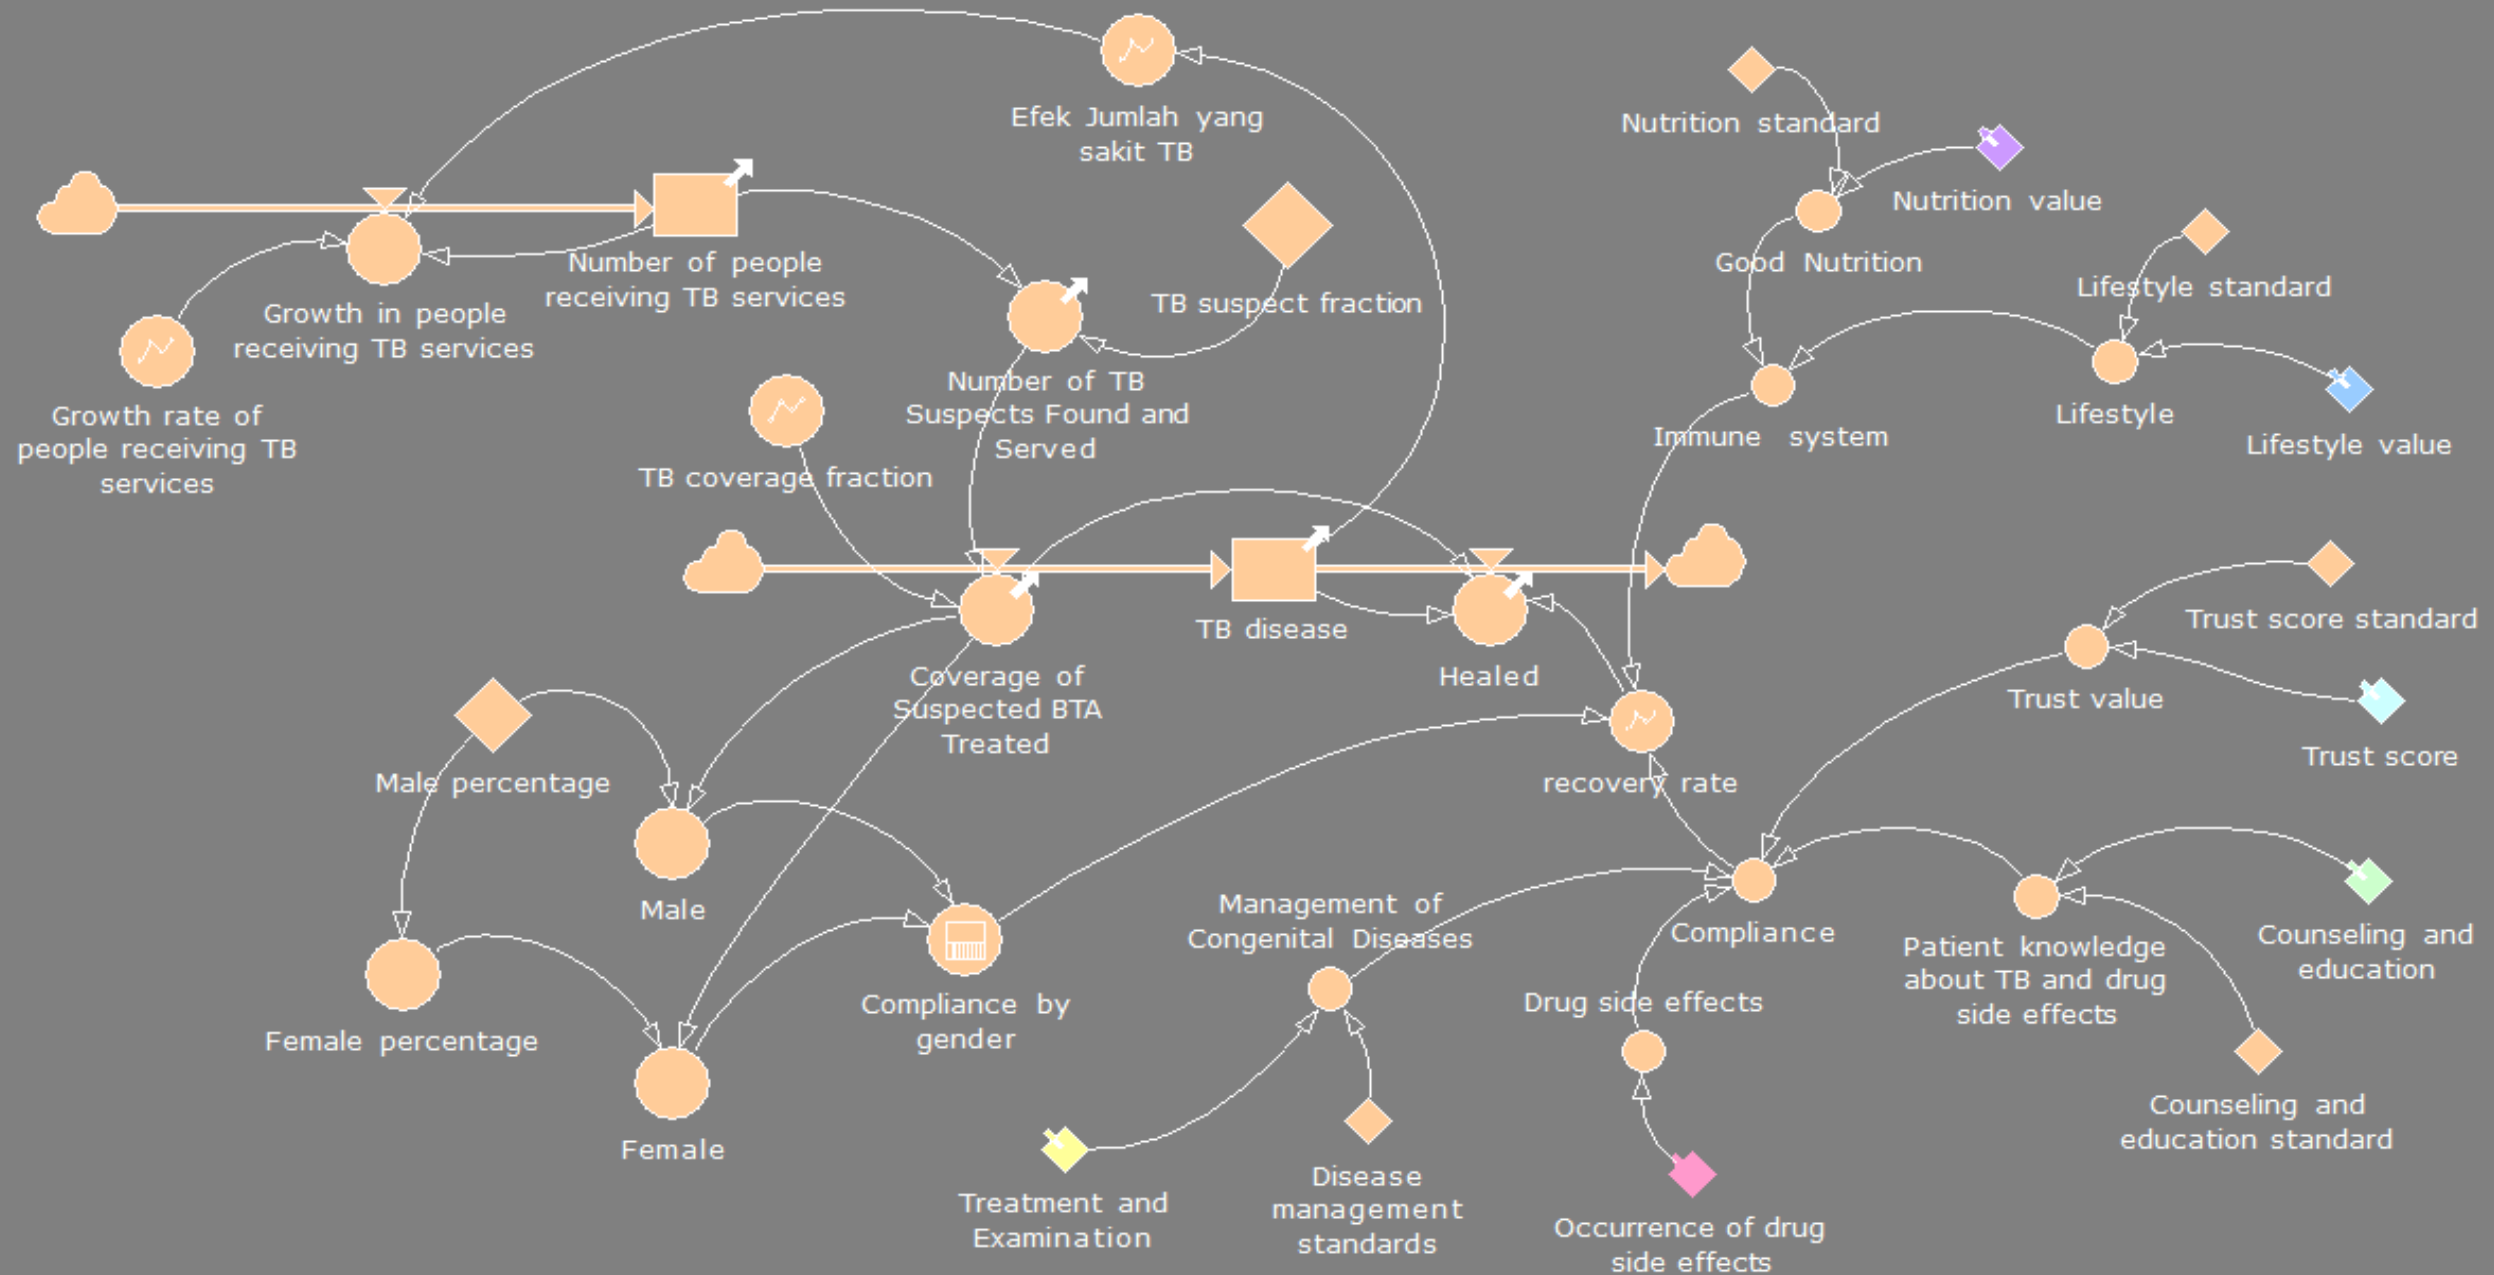 Efek Jumlah yang
sakit TB
Nutrition standard
Nutrition value
Good Nutrition
Number of people
receiving TB services
Growth in people
receiving TB services
TB suspect fraction
Lifestyle standard
Growth rate of
people receiving TB
services
Number of TB
Suspects Found and
Served
Lifestyle
Immune system
Lifestyle value
TB coverage fraction
TB disease
Trust score standard
Coverage of
Suspected BTA
Treated
Healed
Trust value
Trust score
Male percentage
recovery rate
Male
Management of
Congenital Diseases
Compliance
Patient knowledge
about TB and drug
side effects
Counseling and
education
Compliance by
gender
Drug side effects
Female percentage
Counseling and
education standard
Female
Treatment and
Examination
Disease
management
standards
Occurrence of drug
side effects